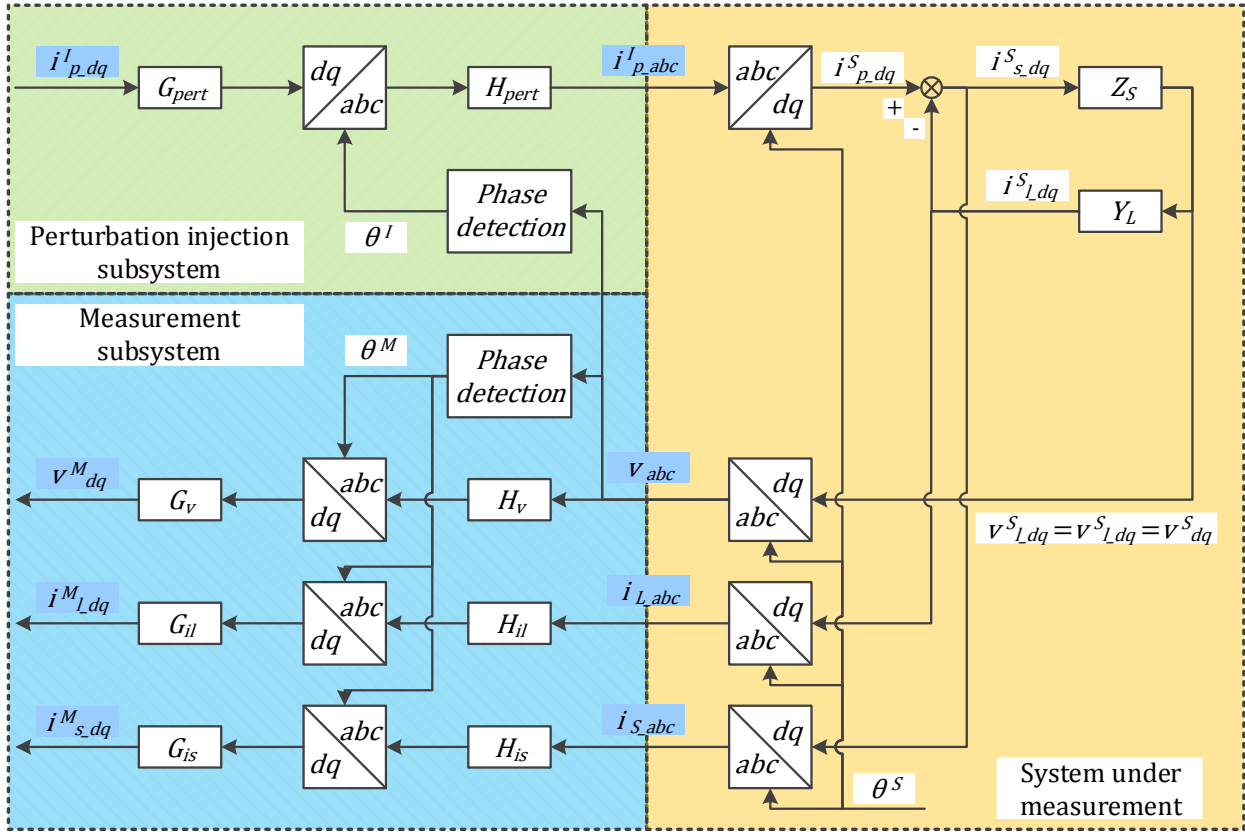 i^I_p_dq
G_pert
dq
abc
H_pert
i^I_p_abc
abc
dq
i^S_p_dq
+
-
i^S_s_dq
Z_S
i^S_l_dq
Y_L
Phase
detection
θ^I
Perturbation injection
subsystem
Measurement
subsystem
θ^M
Phase
detection
v^M_dq
G_v
abc
dq
H_v
v_abc
dq
abc
v^S_l_dq=v^S_l_dq=v^S_dq
i^M_l_dq
G_il
abc
dq
H_il
i_L_abc
dq
abc
i^M_s_dq
G_is
abc
dq
H_is
i_S_abc
dq
abc
θ^S
System under
measurement